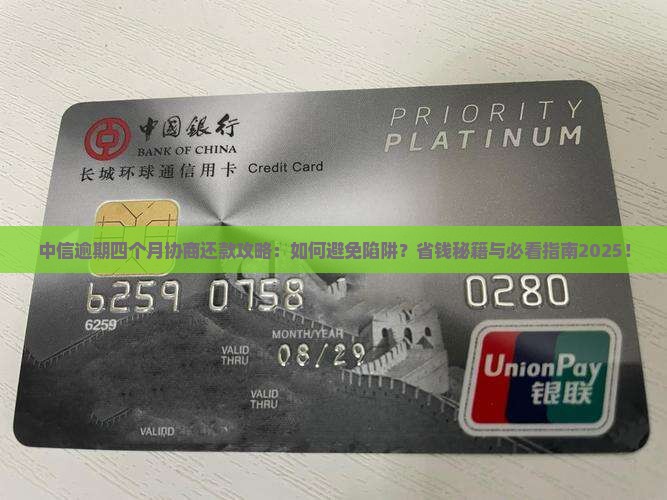 PRIORITY
PLATINUM
中国银行
BANK OF CHINA
长城环球通信用卡 Credit Card
中信逾期四个月协商还款攻略：如何避免陷阱？省钱秘籍与必看指南2025！
6259 0758 0280
6259
MONTH/YEAR
VALID THRU 08/29
VALID THRU
UnionPay
银联